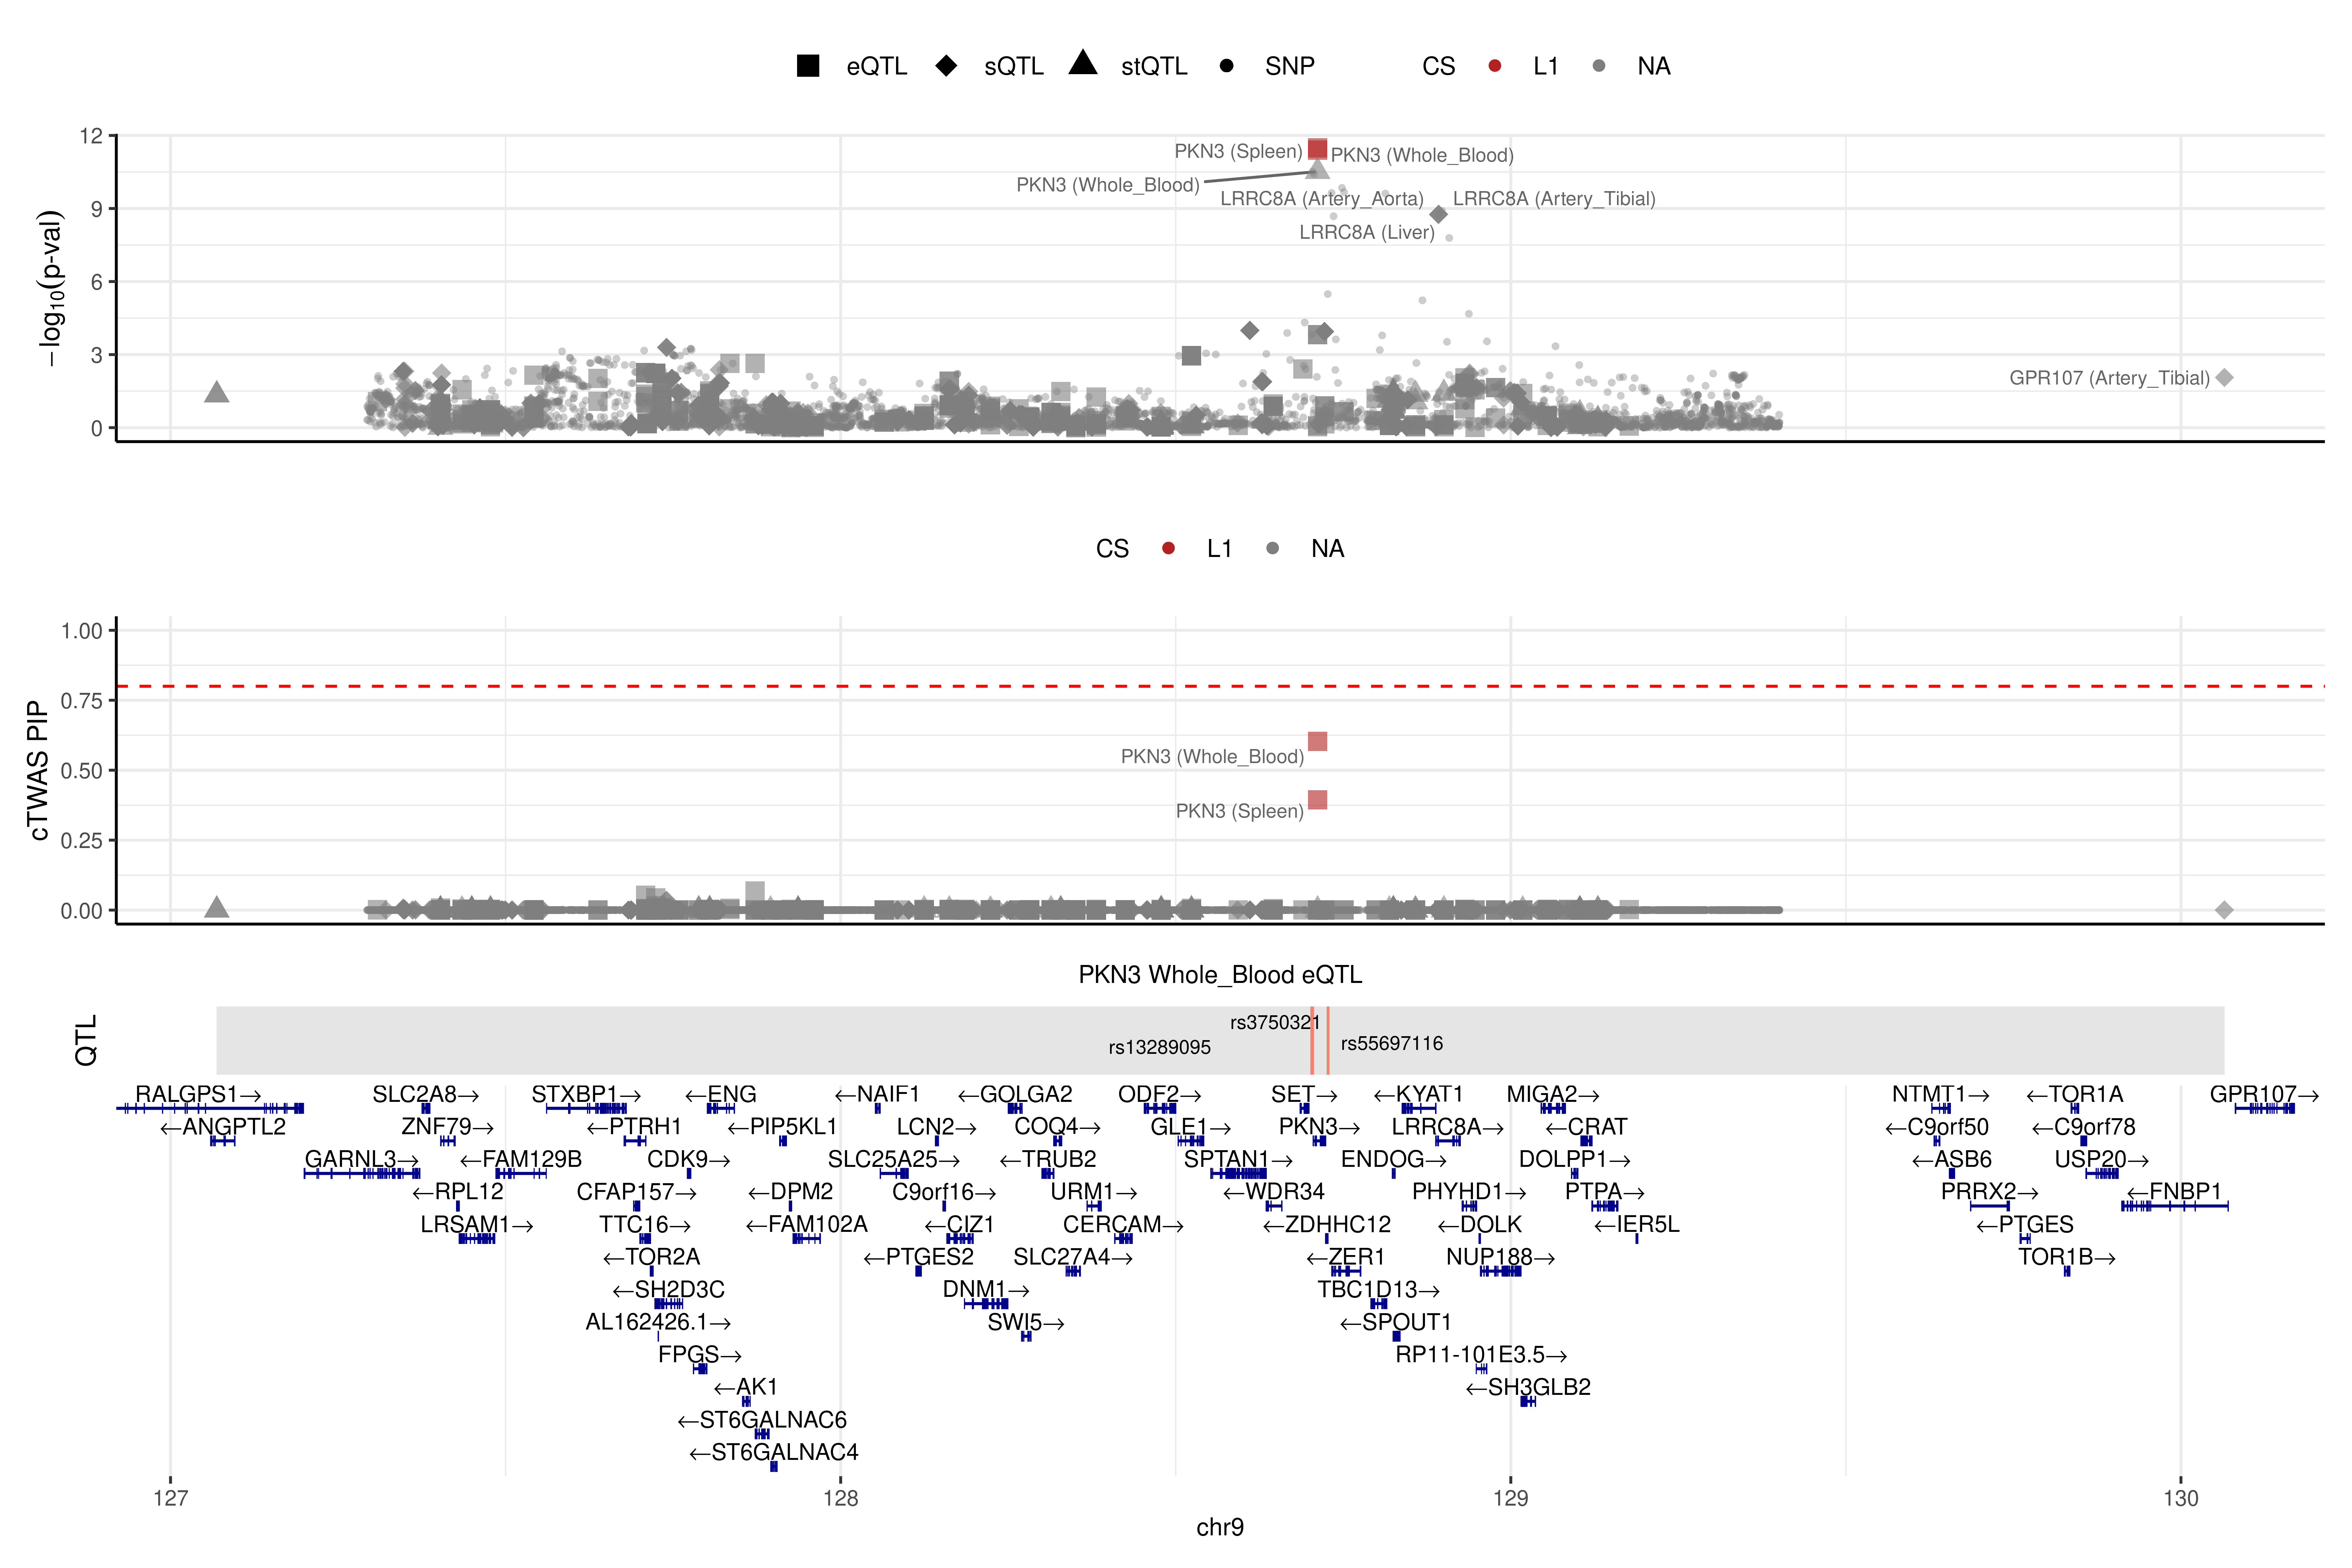 eQTL sQTL stQTL SNP CS L1 NA
12
9
6
3
0
−log10(p-val)
PKN3 (Spleen) PKN3 (Whole_Blood)
PKN3 (Whole_Blood)
LRRC8A (Artery_Aorta) LRRC8A (Artery_Tibial)
LRRC8A (Liver)
GPR107 (Artery_Tibial)
CS L1 NA
1.00
0.75
0.50
0.25
0.00
cTWAS PIP
PKN3 (Whole_Blood)
PKN3 (Spleen)
PKN3 Whole_Blood eQTL
QTL
rs3750321
rs13289095 rs55697116
RALGPS1→ SLC2A8→ STXBP1→ ←ENG ←NAIF1 ←GOLGA2 ODF2→ SET→ ←KYAT1 MIGA2→ NTMT1→ ←TOR1A GPR107→
←ANGPTL2 ZNF79→ ←PTRH1 ←PIP5KL1 LCN2→ COQ4→ GLE1→ PKN3→ LRRC8A→ ←CRAT ←C9orf50 ←C9orf78
GARNL3→ ←FAM129B CDK9→ SLC25A25→ ←TRUB2 SPTAN1→ ENDOG→ DOLPP1→ ←ASB6 USP20→
←RPL12 CFAP157→ ←DPM2 C9orf16→ URM1→ ←WDR34 PHYHD1→ PTPA→ PRRX2→ ←FNBP1
LRSAM1→ TTC16→ ←FAM102A ←CIZ1 CERCAM→ ←ZDHHC12 ←DOLK ←IER5L ←PTGES
←TOR2A ←PTGES2 SLC27A4→ ←ZER1 NUP188→ TOR1B→
←SH2D3C DNM1→ TBC1D13→
AL162426.1→ SWI5→ ←SPOUT1
FPGS→ RP11-101E3.5→
←AK1 ←SH3GLB2
←ST6GALNAC6
←ST6GALNAC4
127 128 129 130
chr9